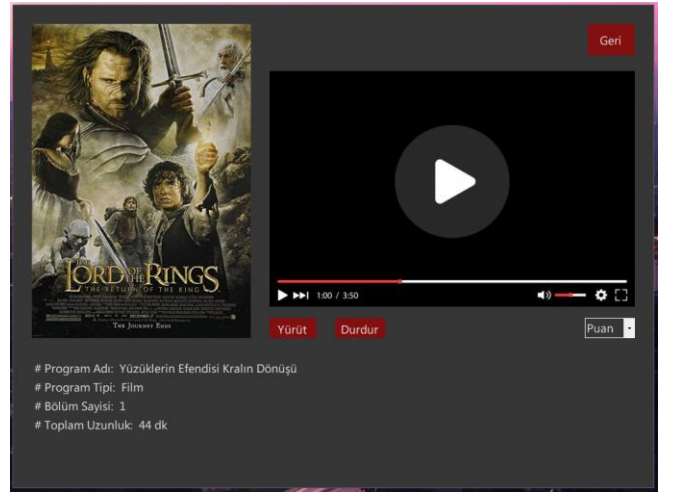 Geri
THE LORD OF THE RINGS
THE RETURN OF THE KING
THE JOURNEY ENDS
1:00 / 3:50
Yürüt
Durdur
Puan
# Program Adı: Yüzüklerin Efendisi Kralın Dönüşü
# Program Tipi: Film
# Bölüm Sayisi: 1
# Toplam Uzunluk: 44 dk